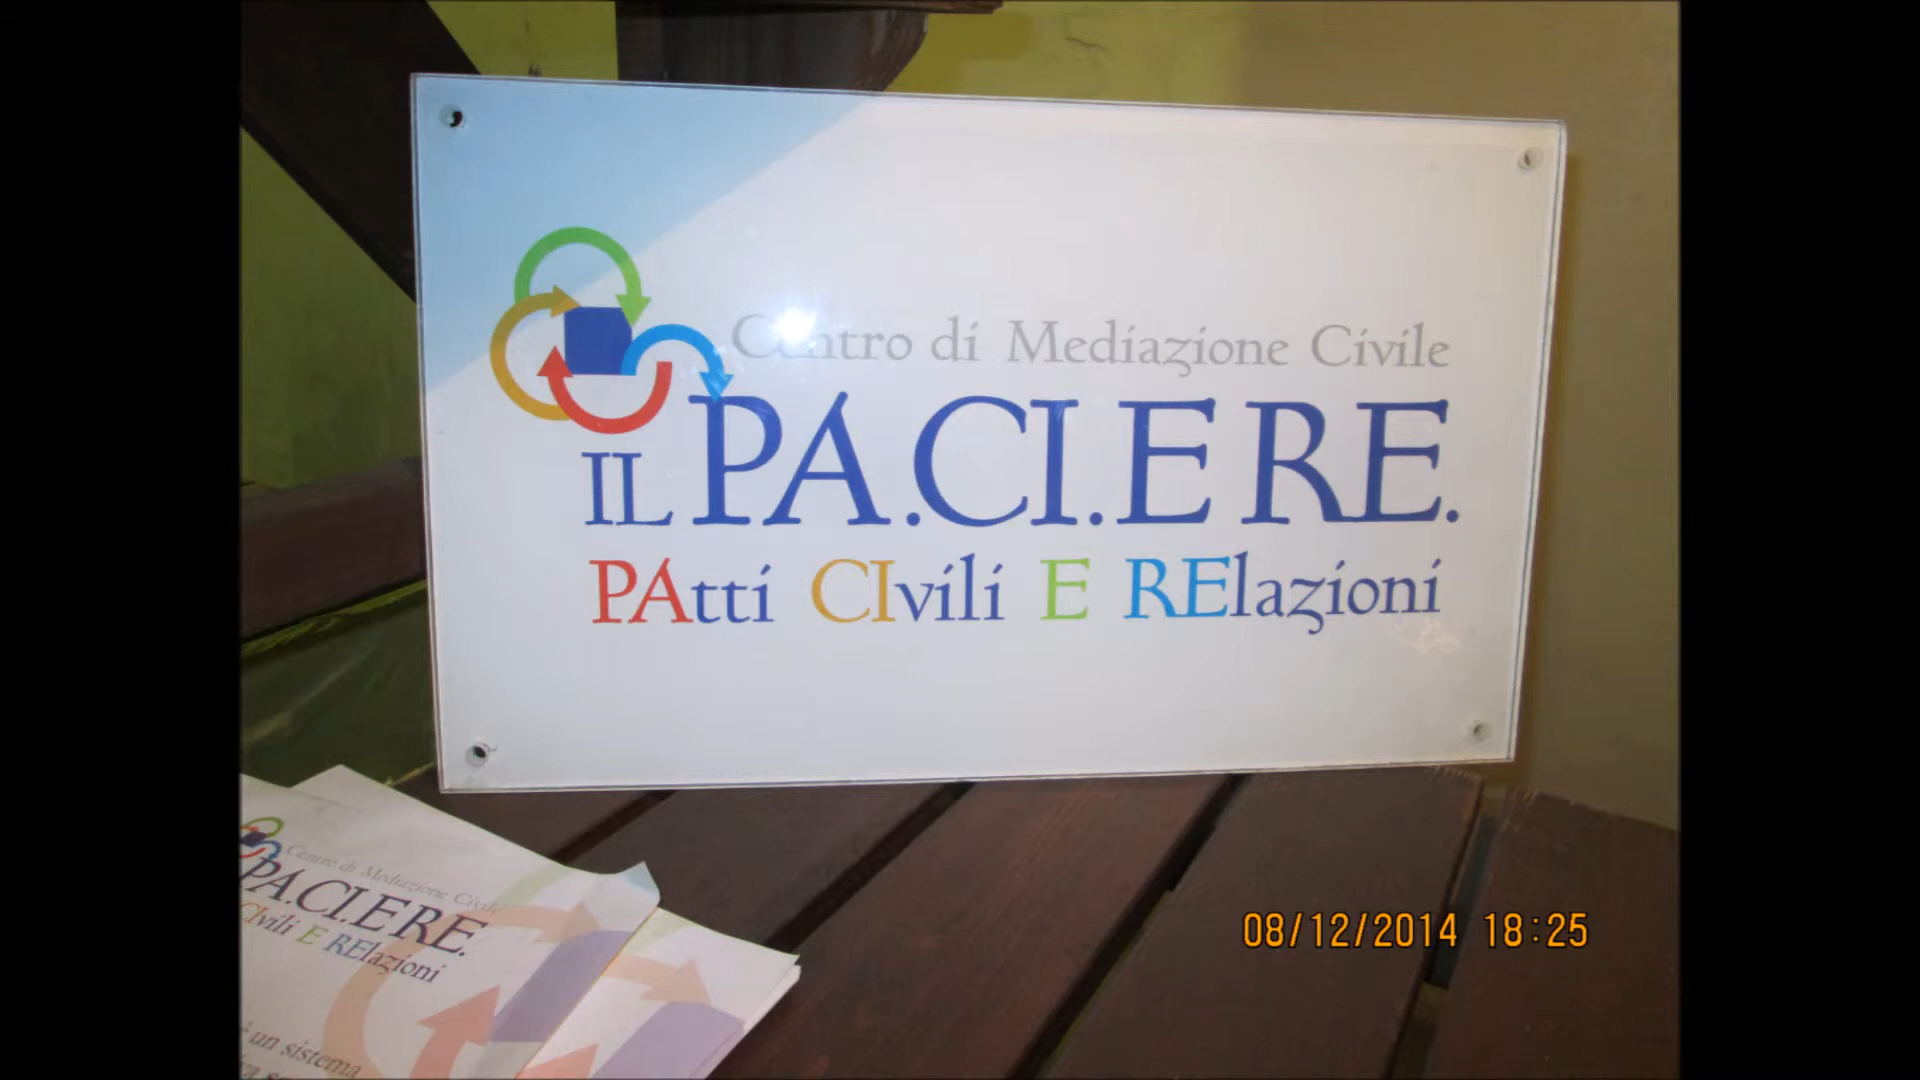 Centro di Mediazione Civile
IL PA.CI.E RE.
PAtti CIvili E RElazioni
Centro di Mediazione Civile
PA.CI.E RE.
CIvili E RElazioni
un sistema
08/12/2014 18:25